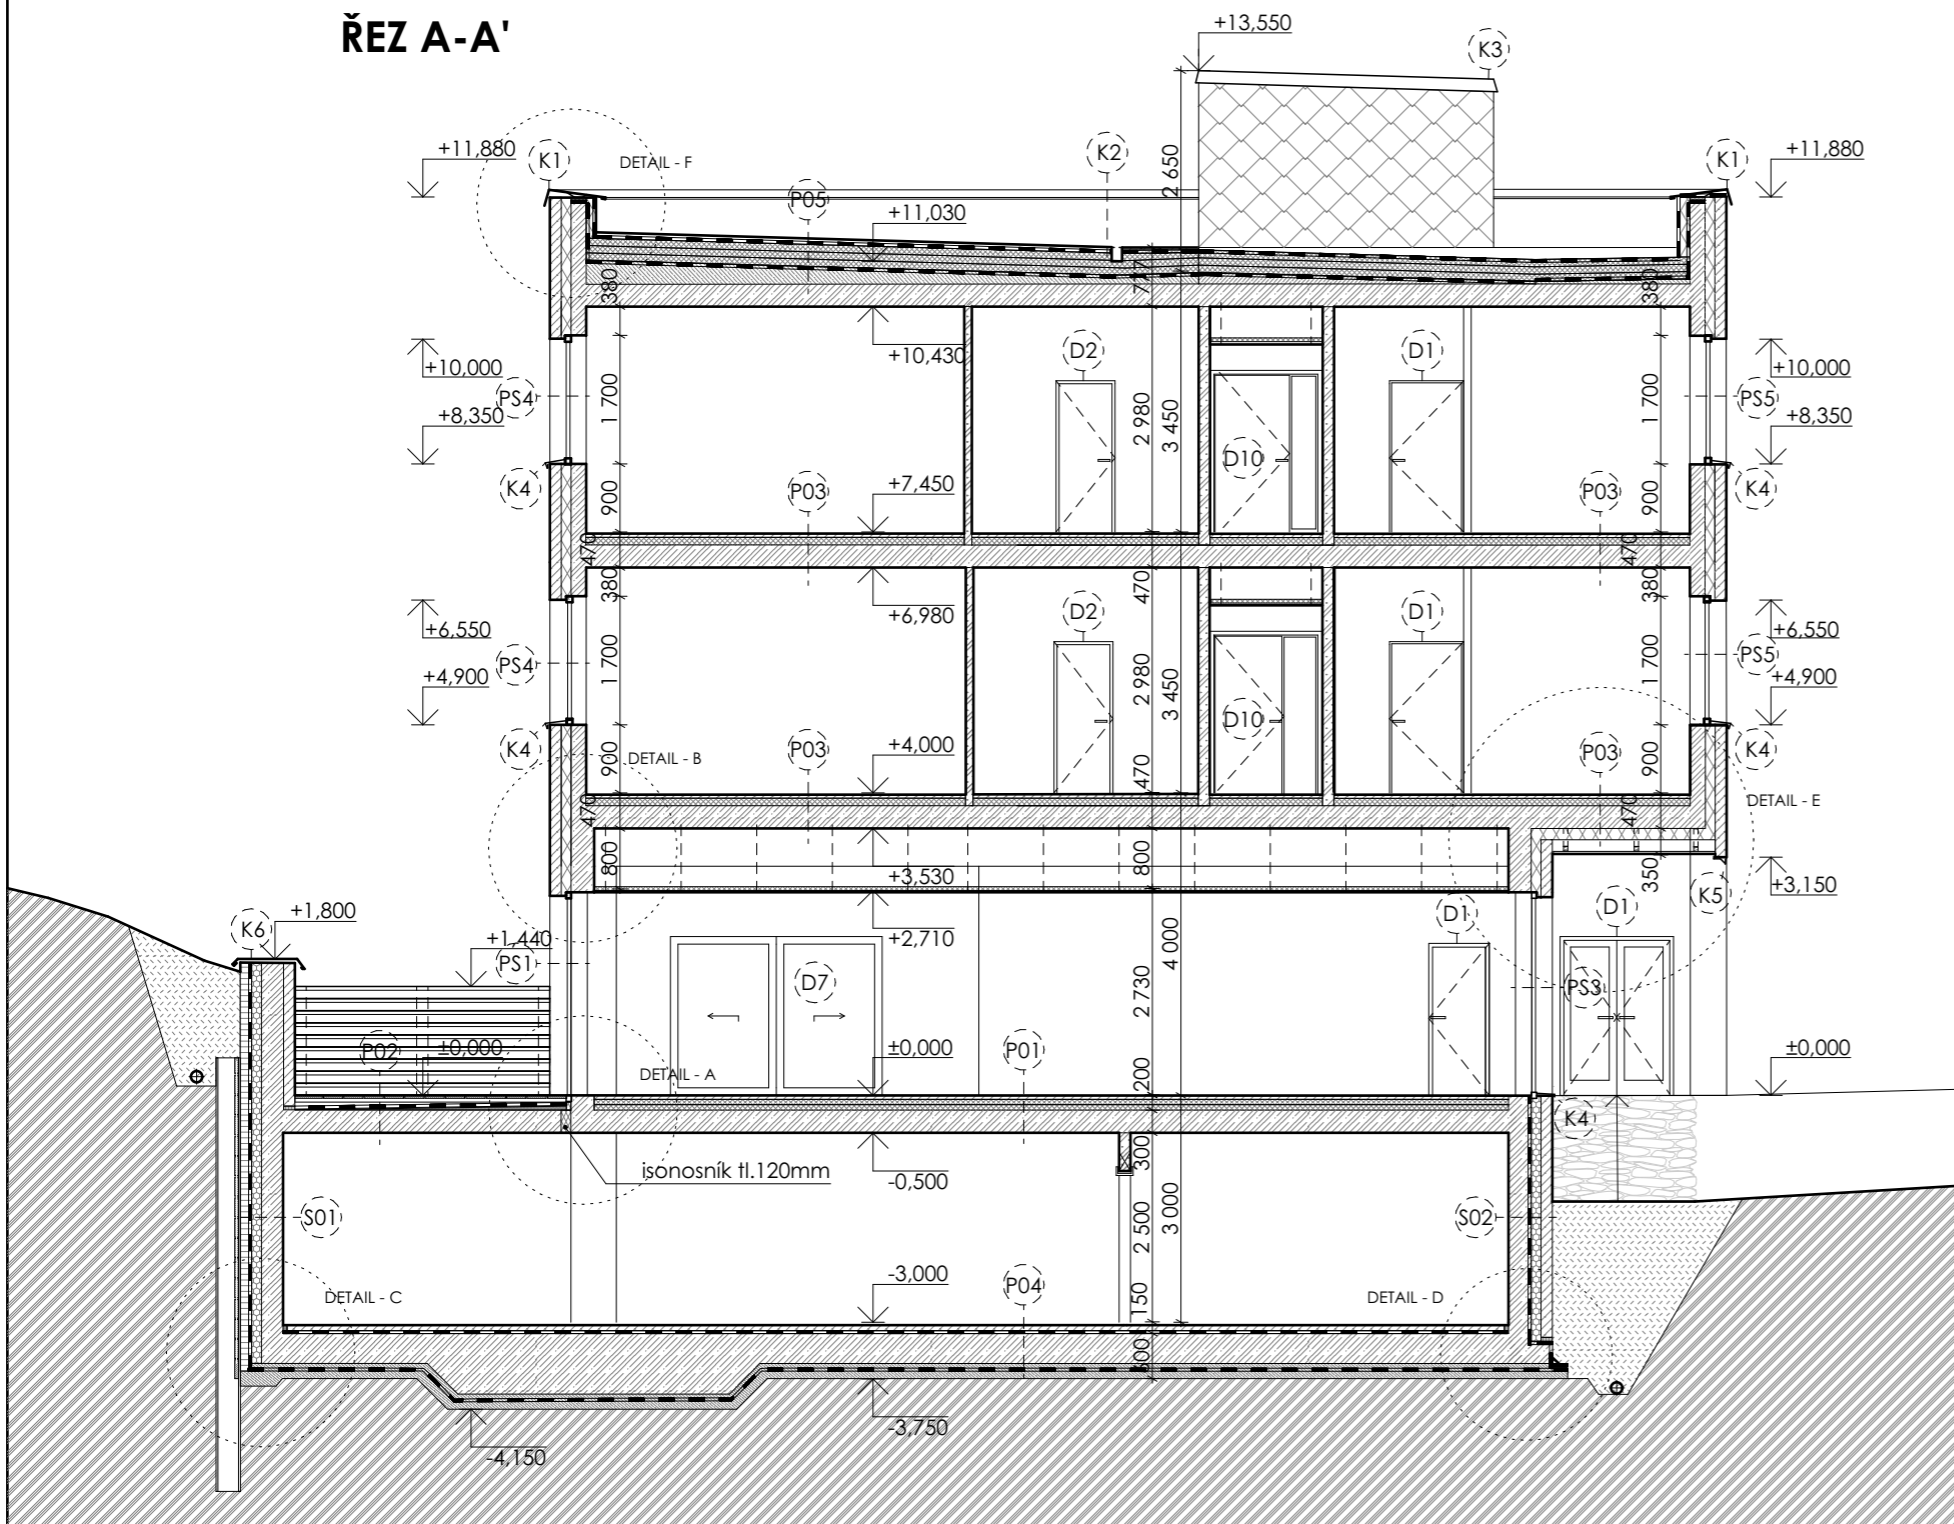 ŘEZ A-A'
+13,550
K3
+11,880
K1
DETAIL - F
K2
2 650
K1
+11,880
P05
+11,030
380
777
380
+10,430
+10,000
D2
D1
+10,000
PS4
1 700
2 980
3 450
1 700
PS5
+8,350
+8,350
D10
K4
900
P03
+7,450
P03
900
K4
470
470
380
+6,980
470
380
+6,550
D2
D1
+6,550
PS4
1 700
2 980
3 450
1 700
PS5
+4,900
+4,900
D10
K4
900
DETAIL - B
P03
+4,000
470
P03
900
K4
470
470
DETAIL - E
800
+3,530
800
350
+3,150
K5
K6
+1,800
+1,440
PS1
+2,710
4 000
D1
D1
D7
2 730
PS3
P02
±0,000
±0,000
P01
±0,000
DETAIL - A
200
K4
isonosník tl.120mm
-0,500
300
S01
2 500
3 000
S02
DETAIL - C
-3,000
P04
150
DETAIL - D
600
-3,750
-4,150